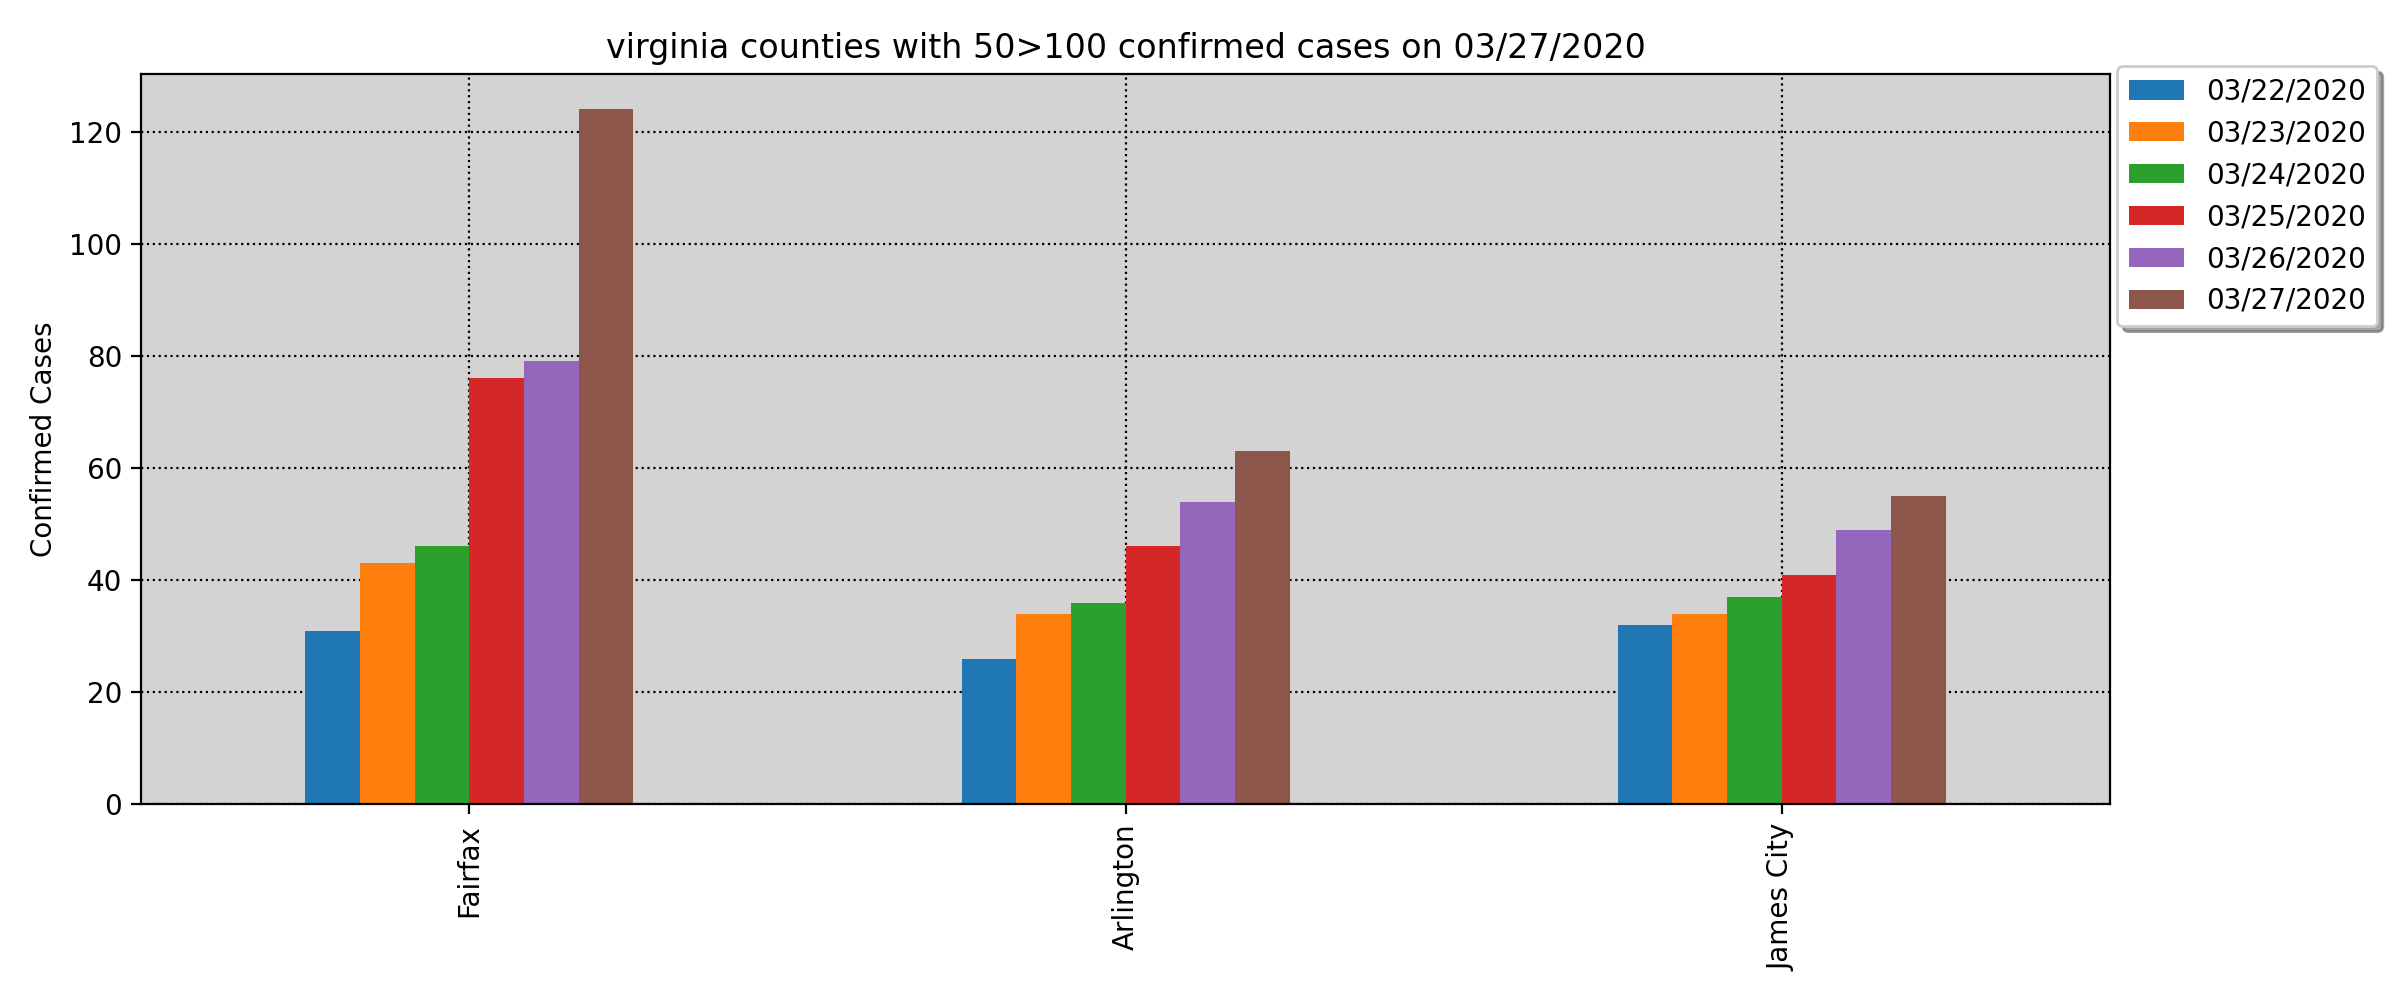 virginia counties with 50>100 confirmed cases on 03/27/2020
03/22/2020
03/23/2020
03/24/2020
03/25/2020
03/26/2020
03/27/2020
Confirmed Cases
120
100
80
60
40
20
0
Fairfax
Arlington
James City